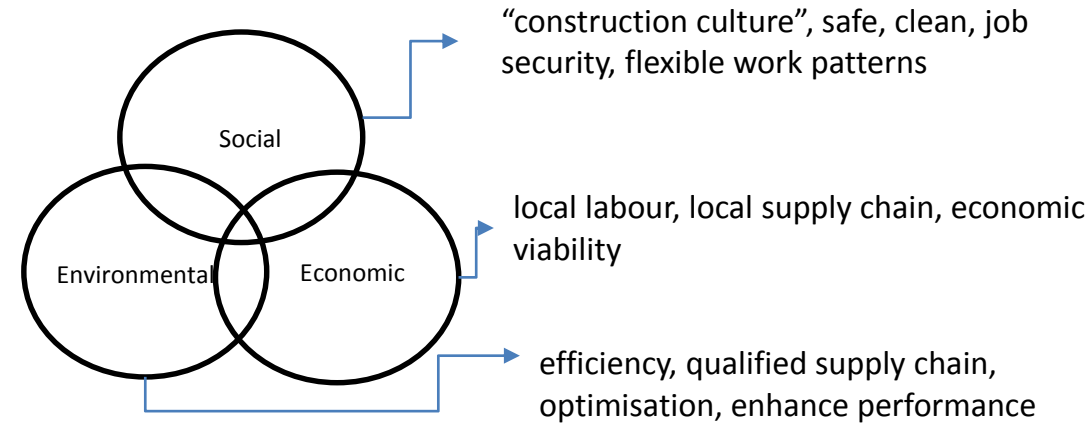 “construction culture”, safe, clean, job
security, flexible work patterns
Social
local labour, local supply chain, economic
viability
Environmental
Economic
efficiency, qualified supply chain,
optimisation, enhance performance